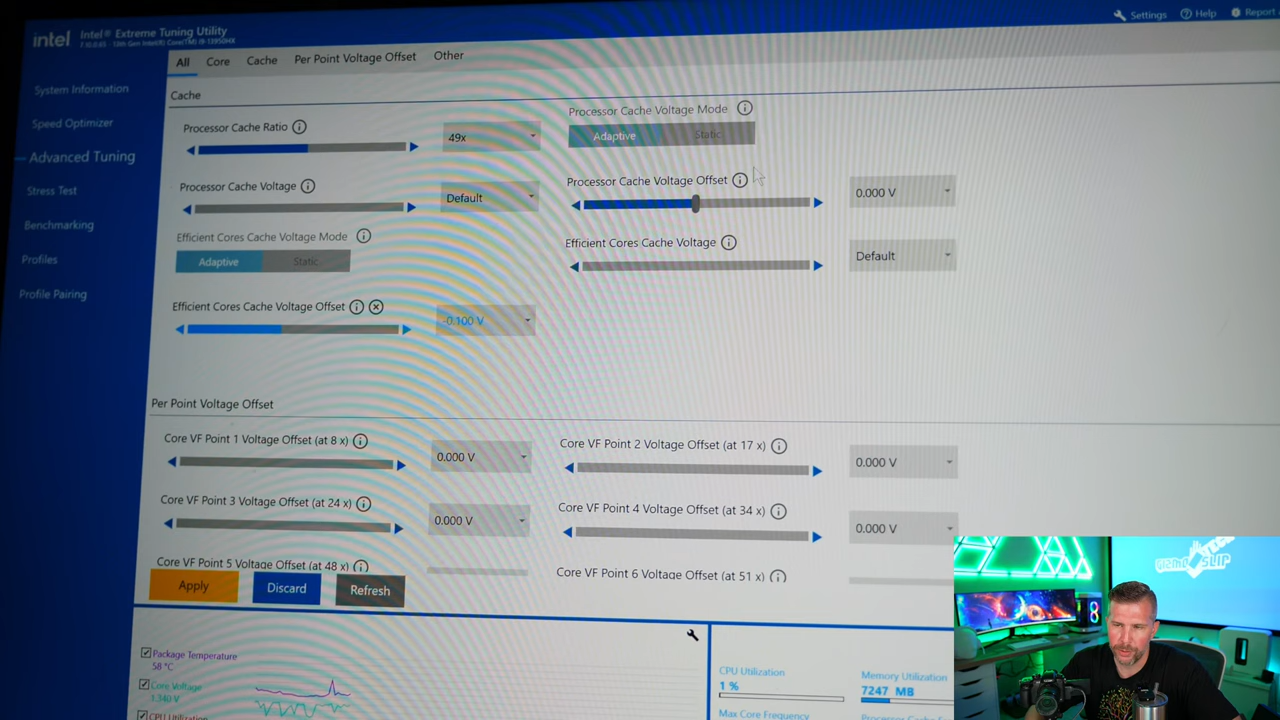 intel
Intel® Extreme Tuning Utility
Settings
Help
Report
System Information
Speed Optimizer
Advanced Tuning
Stress Test
Benchmarking
Profiles
Profile Pairing
All
Core
Cache
Per Point Voltage Offset
Other
Cache
Processor Cache Ratio
49x
Processor Cache Voltage Mode
Adaptive
Static
Processor Cache Voltage
Default
Processor Cache Voltage Offset
0.000 V
Efficient Cores Cache Voltage Mode
Adaptive
Static
Efficient Cores Cache Voltage
Default
Efficient Cores Cache Voltage Offset
-0.100 V
Per Point Voltage Offset
Core VF Point 1 Voltage Offset (at 8 x)
0.000 V
Core VF Point 2 Voltage Offset (at 17 x)
0.000 V
Core VF Point 3 Voltage Offset (at 24 x)
0.000 V
Core VF Point 4 Voltage Offset (at 34 x)
0.000 V
Core VF Point 5 Voltage Offset (at 48 x)
Core VF Point 6 Voltage Offset (at 51 x)
Apply
Discard
Refresh
Package Temperature
58 °C
Core Voltage
1.340 V
CPU Utilization
CPU Utilization
1 %
Memory Utilization
7247 MB
Max Core Frequency